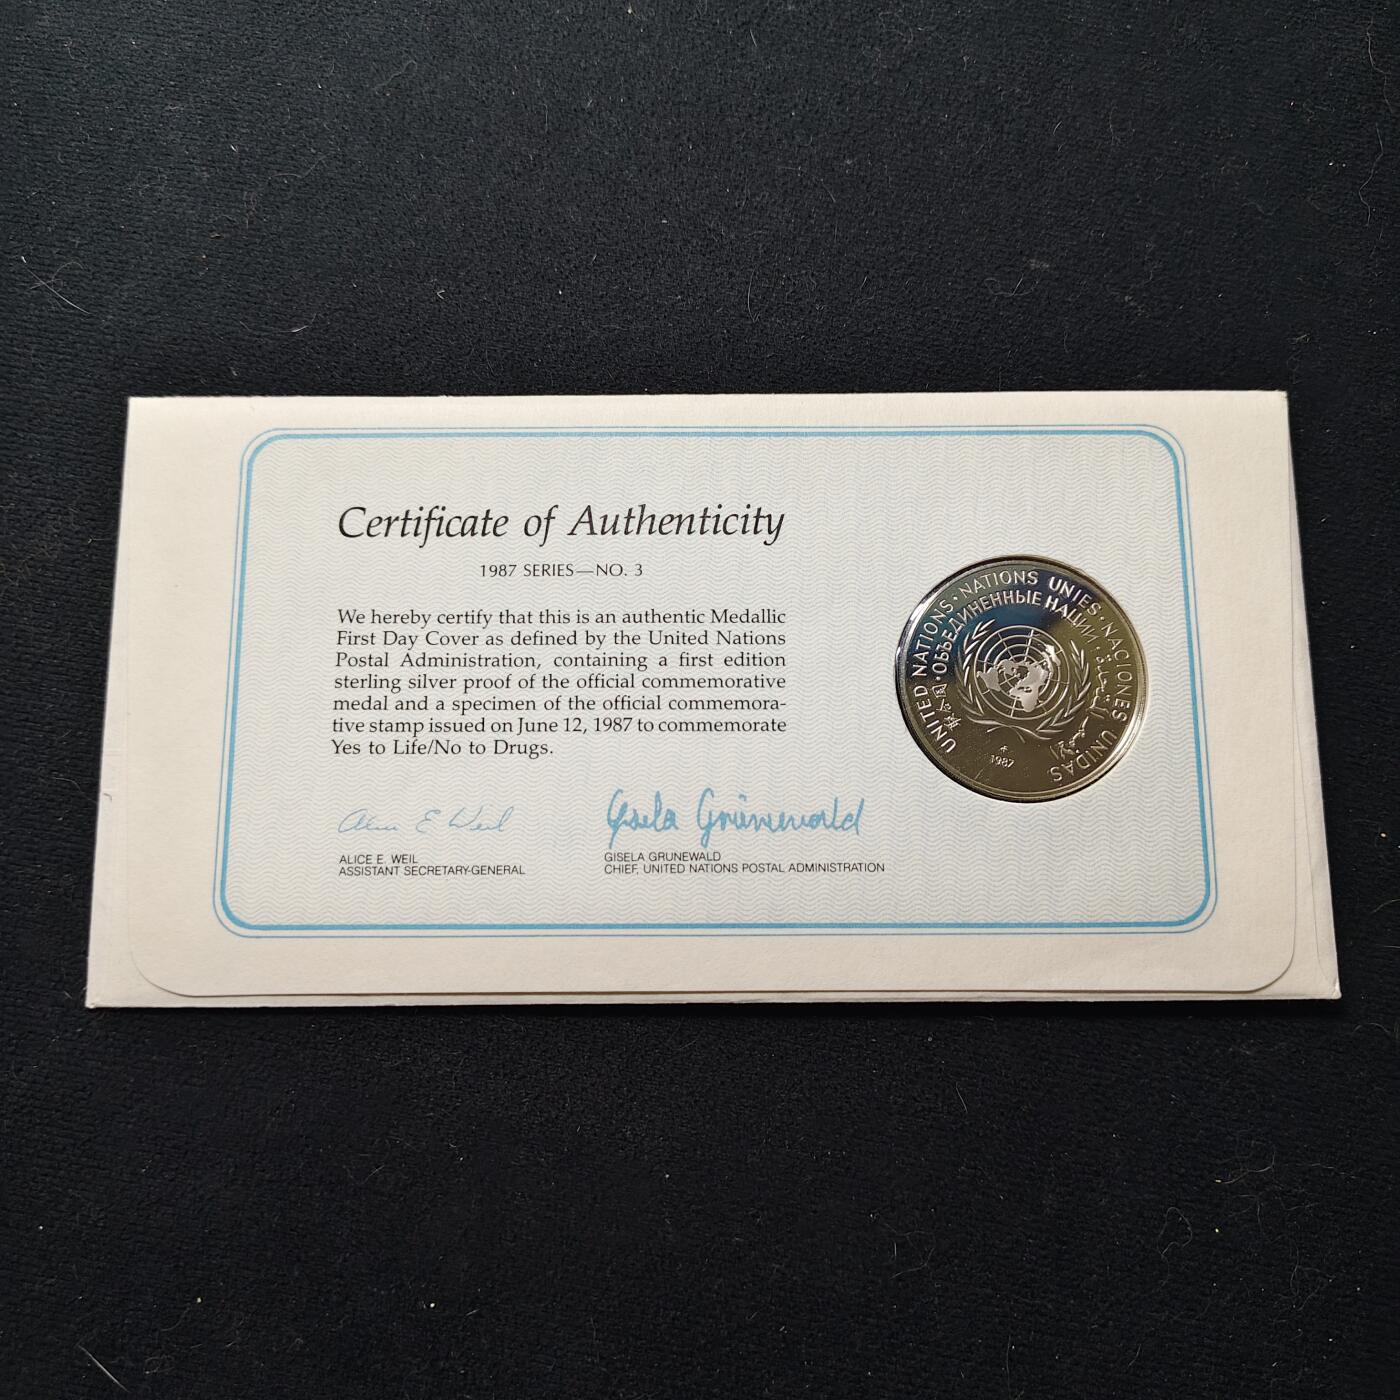 Certificate of Authenticity
1987 SERIES—NO. 3
We hereby certify that this is an authentic Medallic
First Day Cover as defined by the United Nations
Postal Administration, containing a first edition
sterling silver proof of the official commemorative
medal and a specimen of the official commemora-
tive stamp issued on June 12, 1987 to commemorate
Yes to Life/No to Drugs.
Alice E Weil
ALICE E. WEIL
ASSISTANT SECRETARY-GENERAL
Gisela Grünewald
GISELA GRUNEWALD
CHIEF, UNITED NATIONS POSTAL ADMINISTRATION
UNITED NATIONS · NATIONS UNIES · NACIONES UNIDAS
· ОБЪЕДИНЕННЫЕ НАЦИИ ·
1987